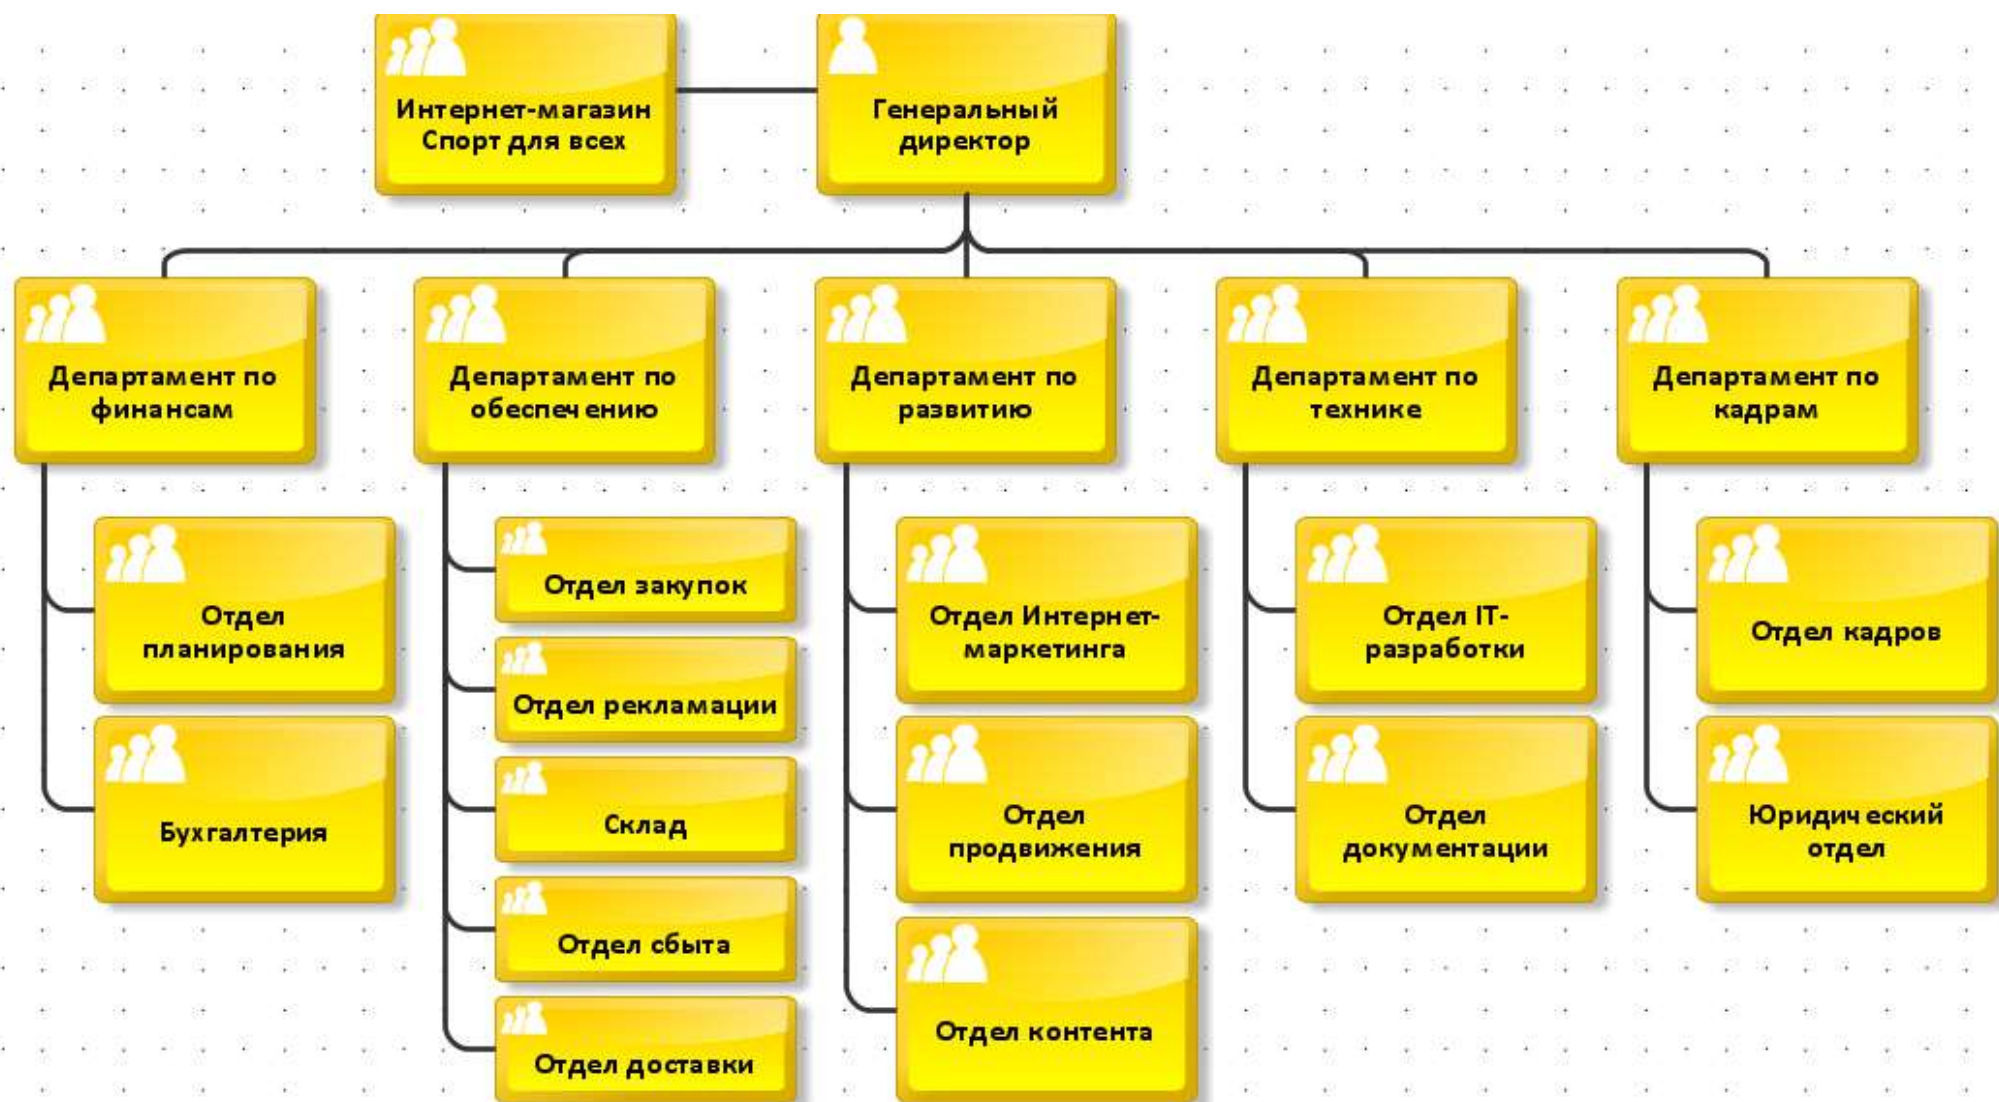 Интернет-магазин
Спорт для всех
Генеральный
директор
Департамент по
финансам
Департамент по
обеспечению
Департамент по
развитию
Департамент по
технике
Департамент по
кадрам
Отдел
планирования
Бухгалтерия
Отдел закупок
Отдел рекламации
Склад
Отдел сбыта
Отдел доставки
Отдел Интернет-
маркетинга
Отдел
продвижения
Отдел контента
Отдел IT-
разработки
Отдел
документации
Отдел кадров
Юридический
отдел